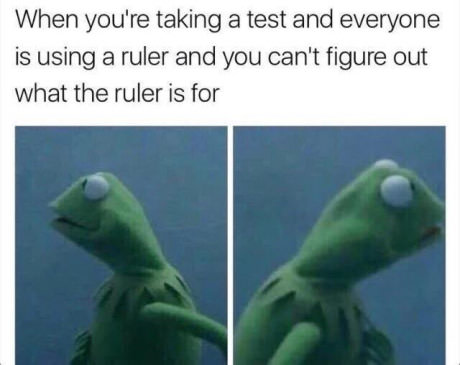 When you're taking a test and everyone
is using a ruler and you can't figure out
what the ruler is for